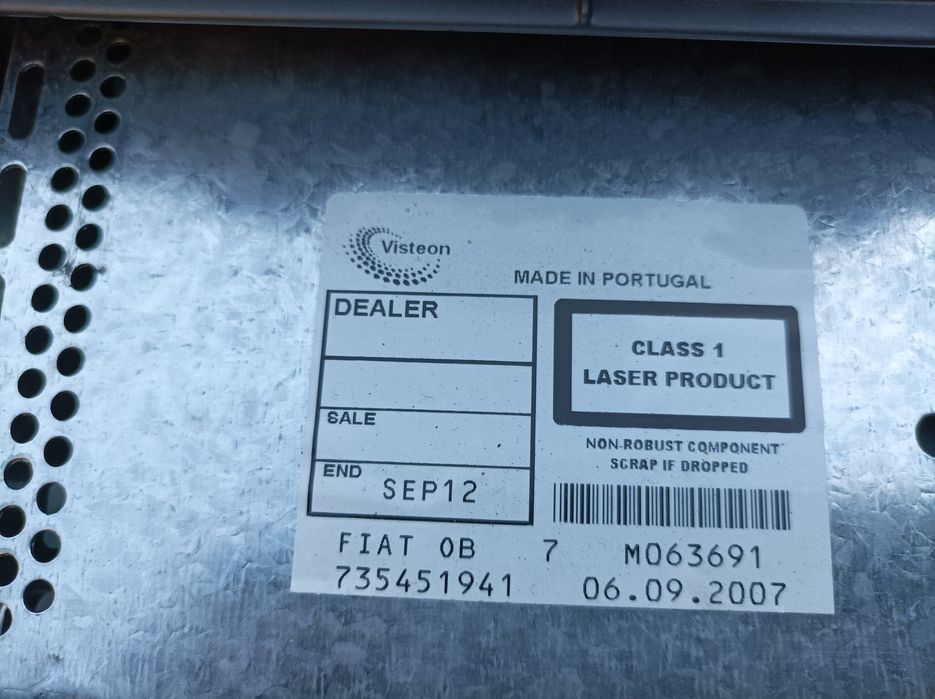 Visteon
MADE IN PORTUGAL
DEALER
SALE
END SEP12
CLASS 1
LASER PRODUCT
NON-ROBUST COMPONENT
SCRAP IF DROPPED
FIAT OB 7 M063691
735451941 06.09.2007